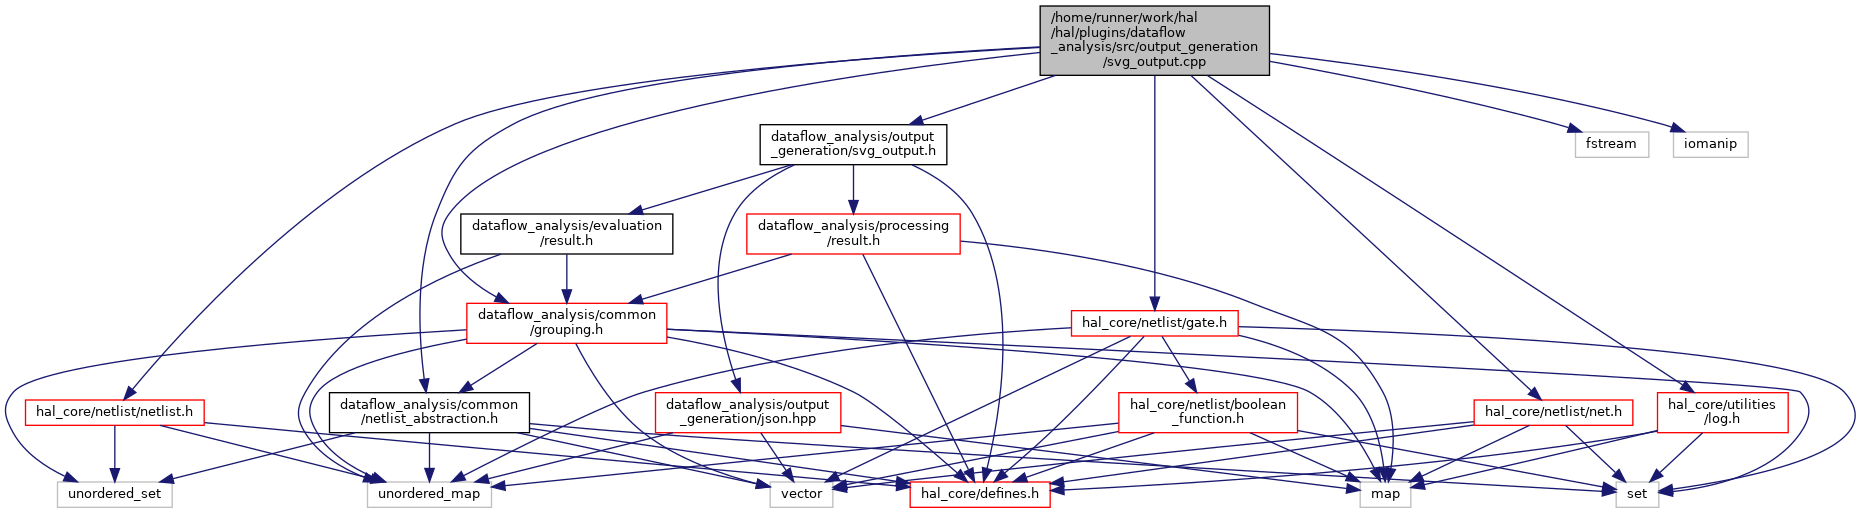 /home/runner/work/hal
/hal/plugins/dataflow
_analysis/src/output_generation
/svg_output.cpp
dataflow_analysis/output
_generation/svg_output.h
fstream
iomanip
dataflow_analysis/evaluation
/result.h
dataflow_analysis/processing
/result.h
dataflow_analysis/common
/grouping.h
hal_core/netlist/gate.h
hal_core/netlist/netlist.h
dataflow_analysis/common
/netlist_abstraction.h
dataflow_analysis/output
_generation/json.hpp
hal_core/netlist/boolean
_function.h
hal_core/netlist/net.h
hal_core/utilities
/log.h
unordered_set
unordered_map
vector
hal_core/defines.h
map
set